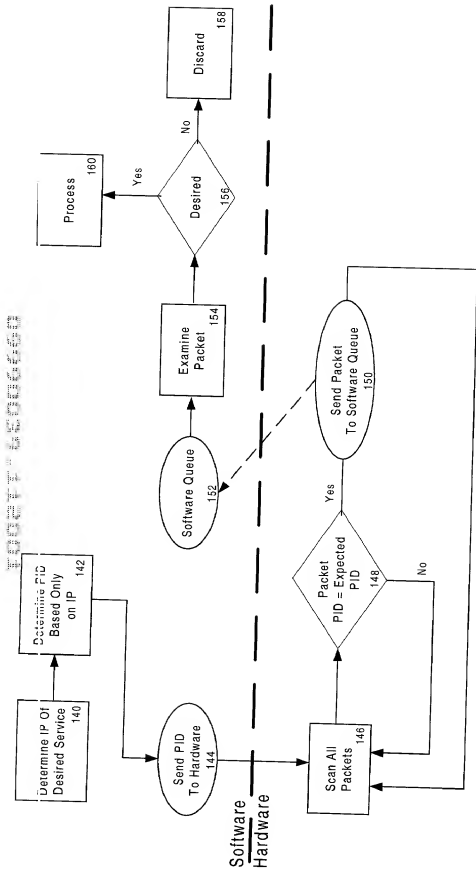 Determine IP Of
Desired Service
140
Determine PID
Based Only
on IP
142
Send PID
To Hardware
144
Software
Hardware
Scan All
Packets
146
Packet
PID = Expected
PID
148
Yes
No
Send Packet
To Software Queue
150
Software Queue
152
Examine
Packet
154
Desired
156
Yes
No
Process
160
Discard
158